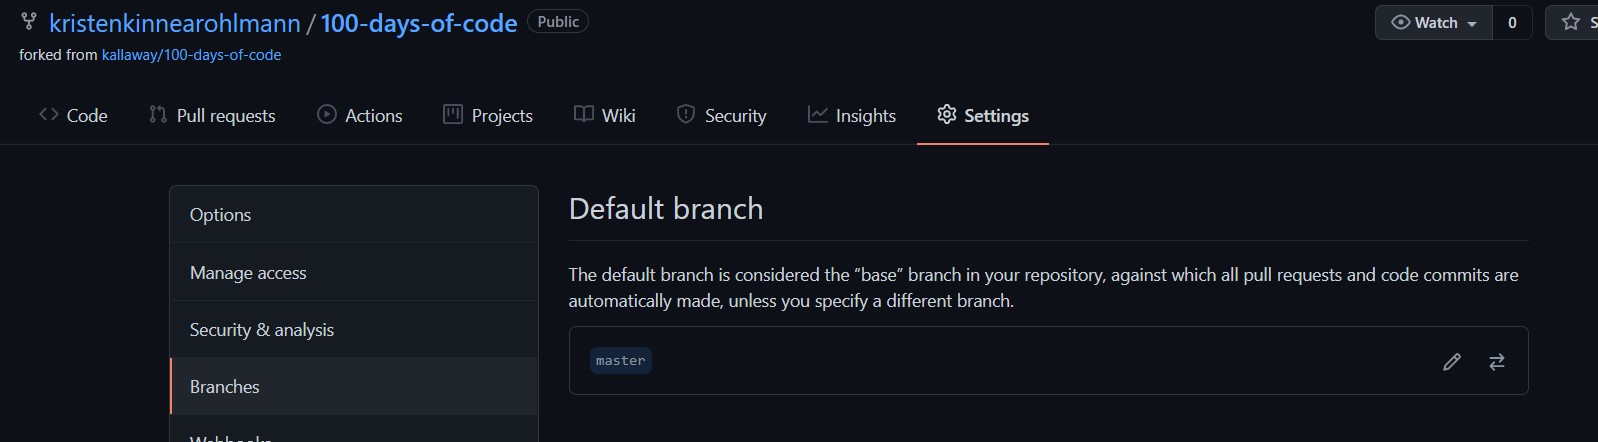 kristenkinnearohlmann / 100-days-of-code Public
Watch 0
forked from kallaway/100-days-of-code
Code Pull requests Actions Projects Wiki Security Insights Settings
Options
Manage access
Security & analysis
Branches
Webhooks
Default branch
The default branch is considered the “base” branch in your repository, against which all pull requests and code commits are
automatically made, unless you specify a different branch.
master